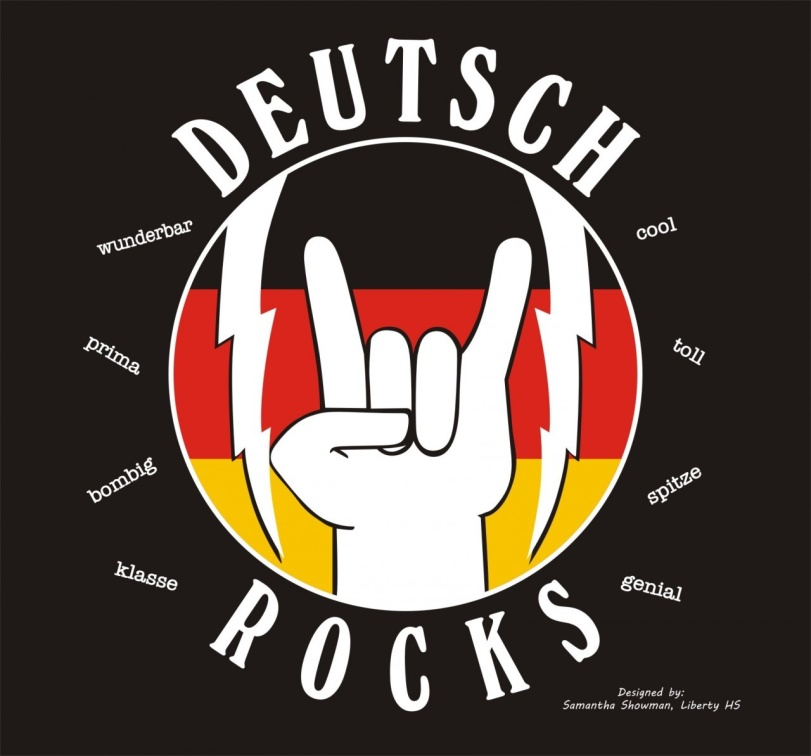 DEUTSCH
wunderbar
cool
prima
toll
bombig
spitze
klasse
genial
ROCKS
Designed by:
Samantha Showman, Liberty HS